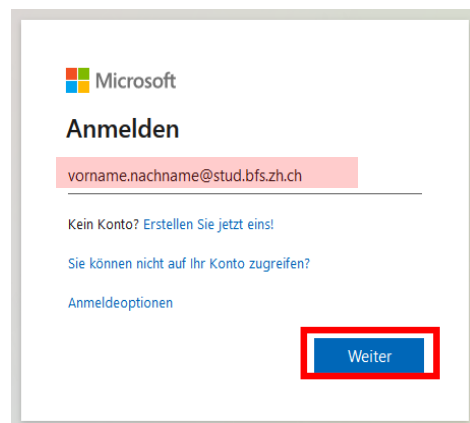 Microsoft
Anmelden
vorname.nachname@stud.bfs.zh.ch
Kein Konto? Erstellen Sie jetzt eins!
Sie können nicht auf Ihr Konto zugreifen?
Anmeldeoptionen
Weiter